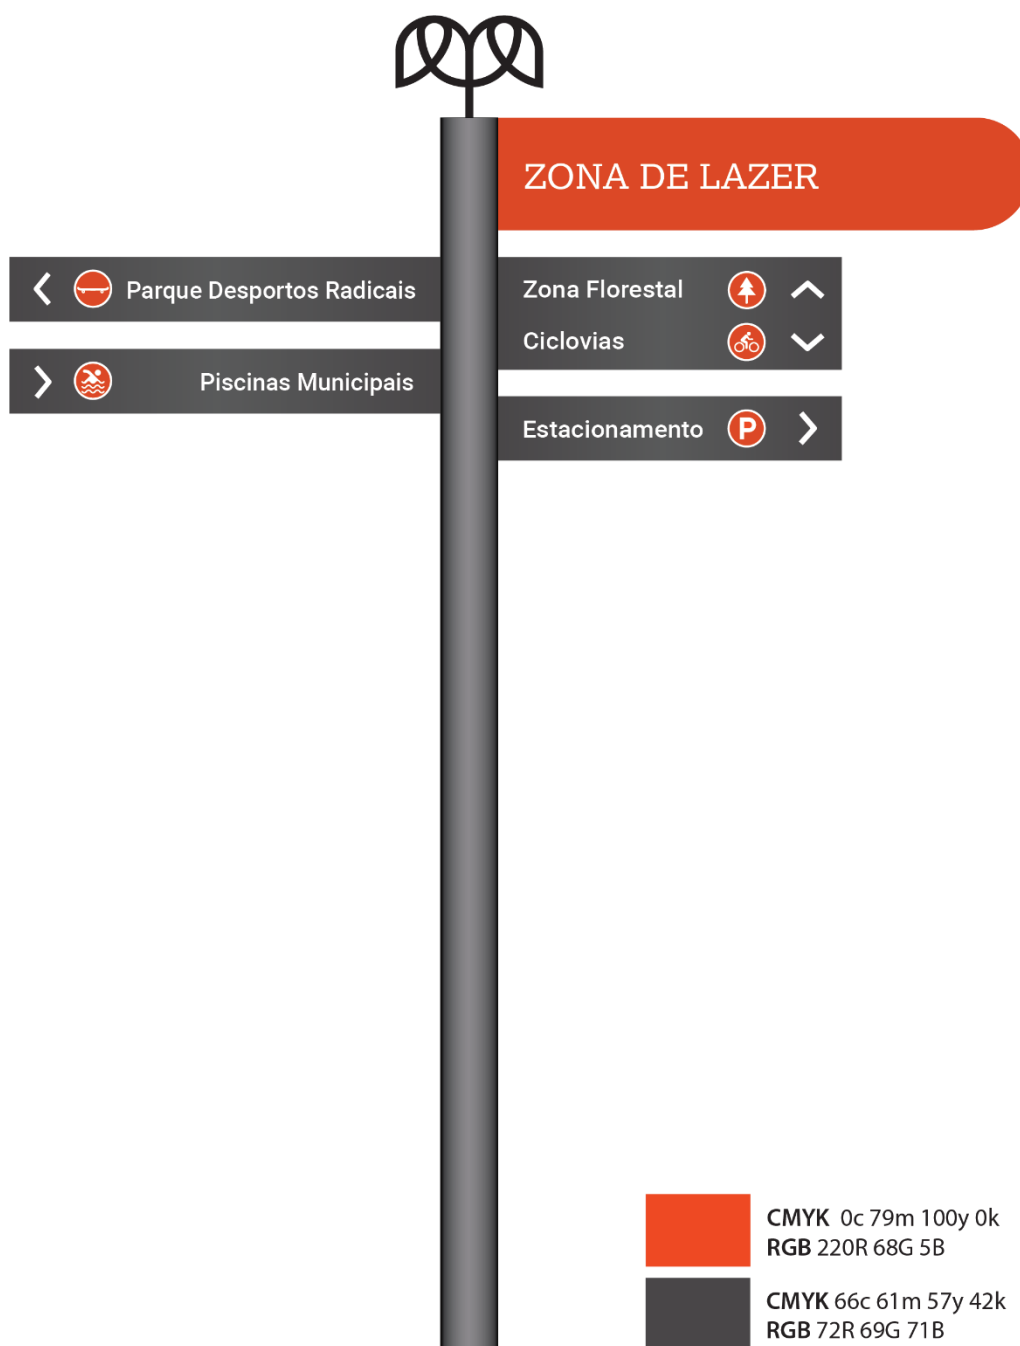 ZONA DE LAZER
Parque Desportos Radicais
Piscinas Municipais
Zona Florestal
Ciclovias
Estacionamento
P
CMYK 0c 79m 100y 0k
RGB 220R 68G 5B
CMYK 66c 61m 57y 42k
RGB 72R 69G 71B